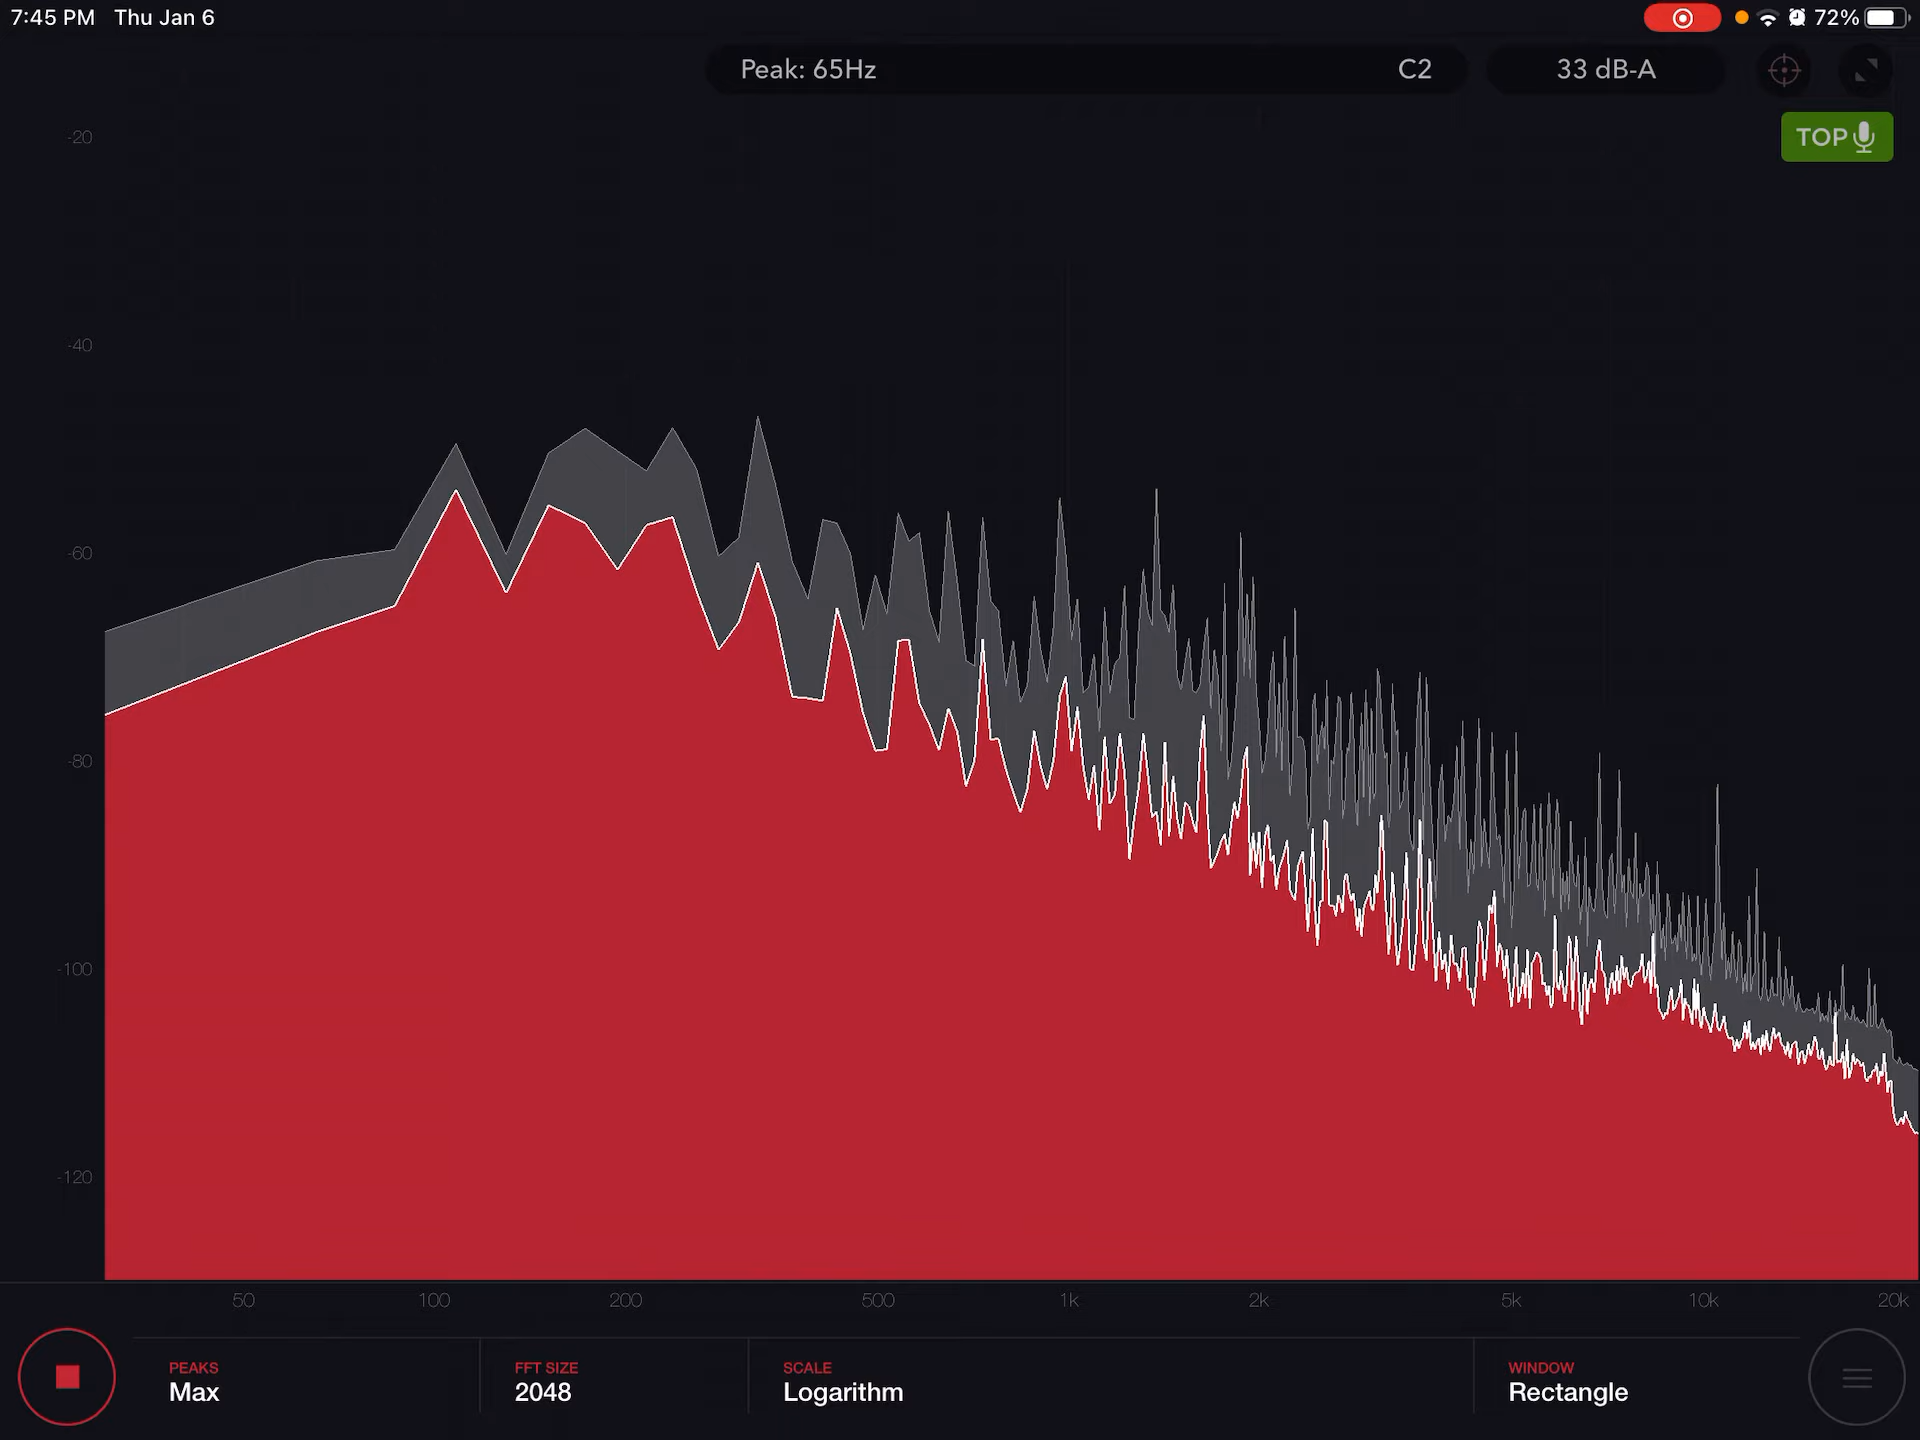 7:45 PM Thu Jan 6 72%
Peak: 65Hz C2 33 dB-A
TOP
-20
-40
-60
-80
-100
-120
50 100 200 500 1k 2k 5k 10k 20k
PEAKS FFT SIZE SCALE WINDOW
Max 2048 Logarithm Rectangle